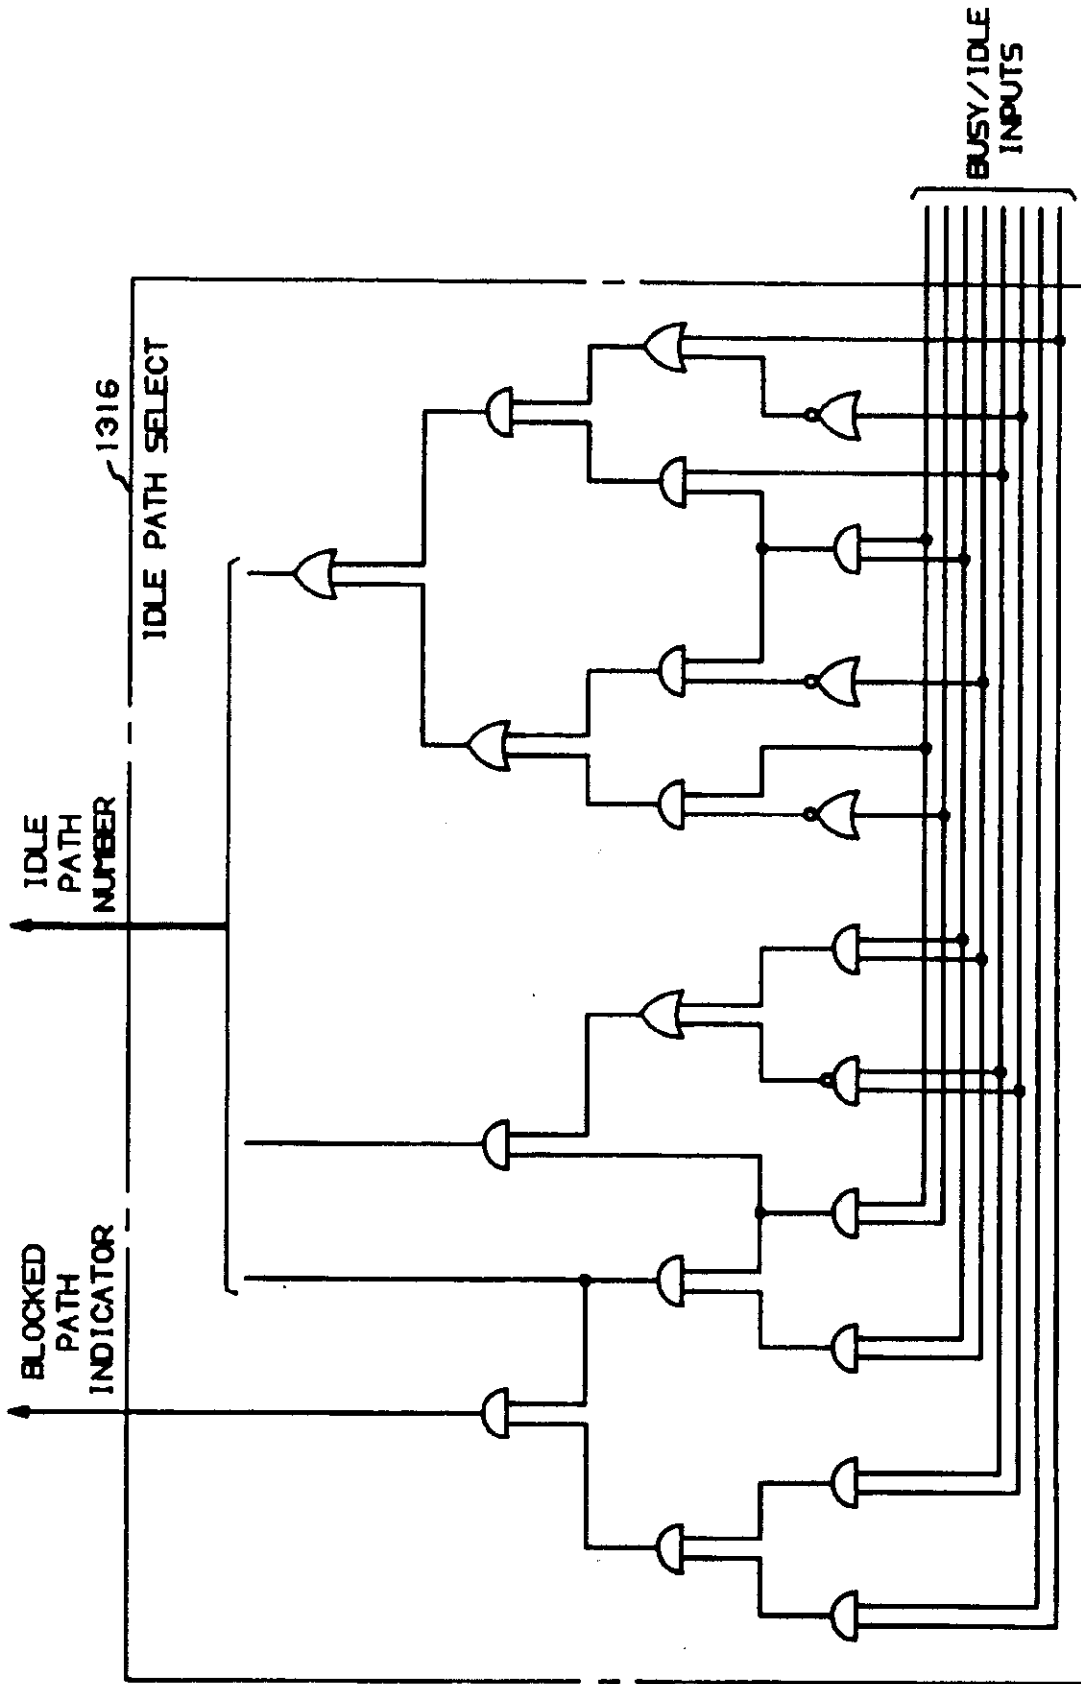 BLOCKED
PATH
INDICATOR
IDLE
PATH
NUMBER
1316
IDLE PATH SELECT
BUSY/IDLE
INPUTS